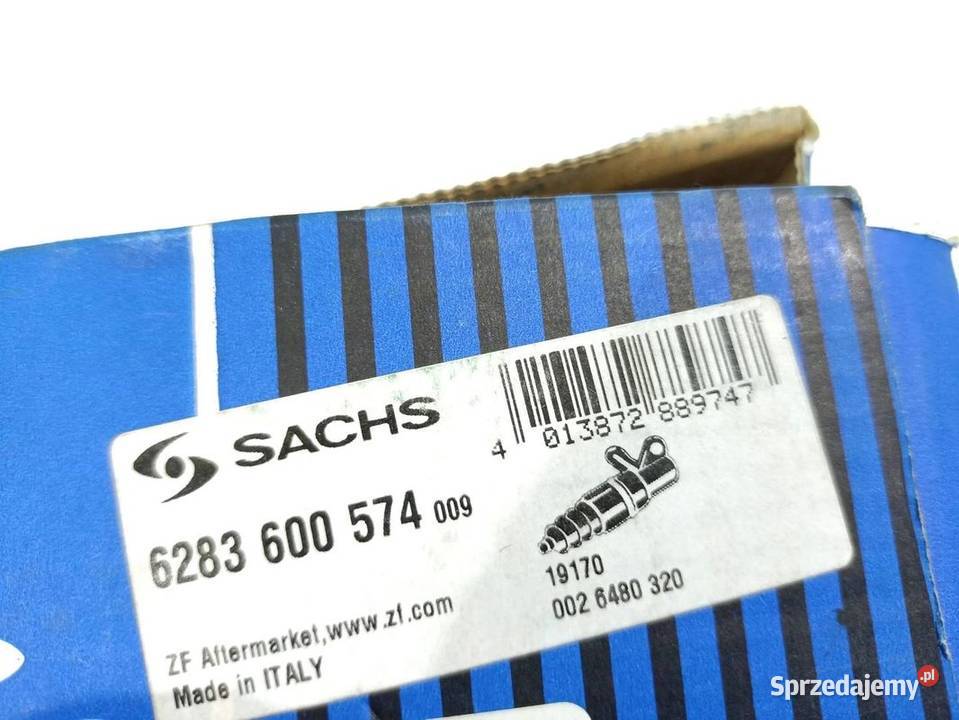 SACHS
4 013872 889747
6283 600 574 009
19170
002 6480 320
ZF Aftermarket,www.zf.com
Made in ITALY
Sprzedajemy.pl